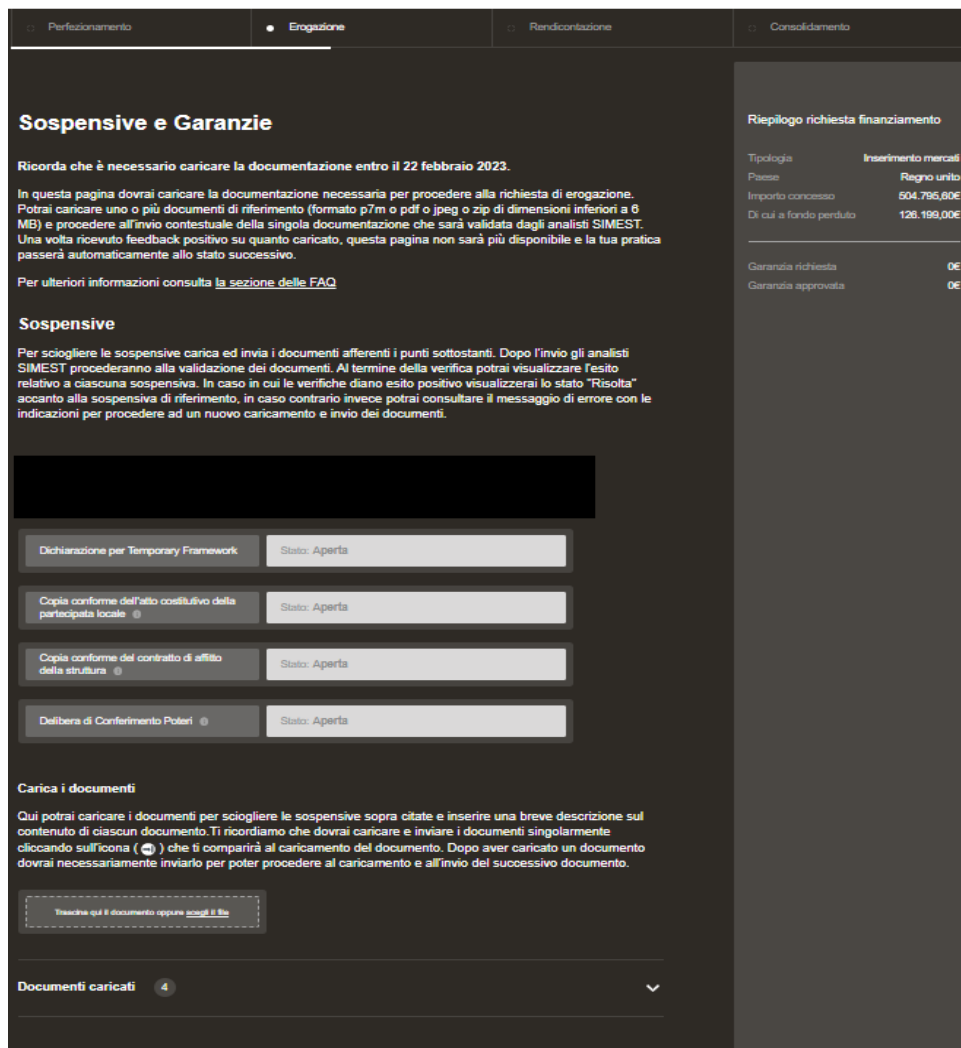 Perfezionamento
Erogazione
Rendicontazione
Consolidamento
Sospensive e Garanzie
Ricorda che è necessario caricare la documentazione entro il 22 febbraio 2023.
In questa pagina dovrai caricare la documentazione necessaria per procedere alla richiesta di erogazione.
Potrai caricare uno o più documenti di riferimento (formato p7m o pdf o jpeg o zip di dimensioni inferiori a 6
MB) e procedere all'invio contestuale della singola documentazione che sarà validata dagli analisti SIMEST.
Una volta ricevuto feedback positivo su quanto caricato, questa pagina non sarà più disponibile e la tua pratica
passerà automaticamente allo stato successivo.
Per ulteriori informazioni consulta la sezione delle FAQ
Sospensive
Per sciogliere le sospensive carica ed invia i documenti afferenti i punti sottostanti. Dopo l'invio gli analisti
SIMEST procederanno alla validazione dei documenti. Al termine della verifica potrai visualizzare l'esito
relativo a ciascuna sospensiva. In caso in cui le verifiche diano esito positivo visualizzerai lo stato "Risolta"
accanto alla sospensiva di riferimento, in caso contrario invece potrai consultare il messaggio di errore con le
indicazioni per procedere ad un nuovo caricamento e invio dei documenti.
Dichiarazione per Temporary Framework
Stato: Aperta
Copia conforme dell'atto costitutivo della
partecipata locale
Stato: Aperta
Copia conforme del contratto di affitto
della struttura
Stato: Aperta
Delibera di Conferimento Poteri
Stato: Aperta
Carica i documenti
Qui potrai caricare i documenti per sciogliere le sospensive sopra citate e inserire una breve descrizione sul
contenuto di ciascun documento.Ti ricordiamo che dovrai caricare e inviare i documenti singolarmente
cliccando sull'icona ( ) che ti comparirà al caricamento del documento. Dopo aver caricato un documento
dovrai necessariamente inviarlo per poter procedere al caricamento e all'invio del successivo documento.
Trascina qui il documento oppure scegli il file
Documenti caricati 4
Riepilogo richiesta finanziamento
Tipologia Inserimento mercati
Paese Regno unito
Importo concesso 504.795,60€
Di cui a fondo perduto 126.199,00€
Garanzia richiesta 0€
Garanzia approvata 0€